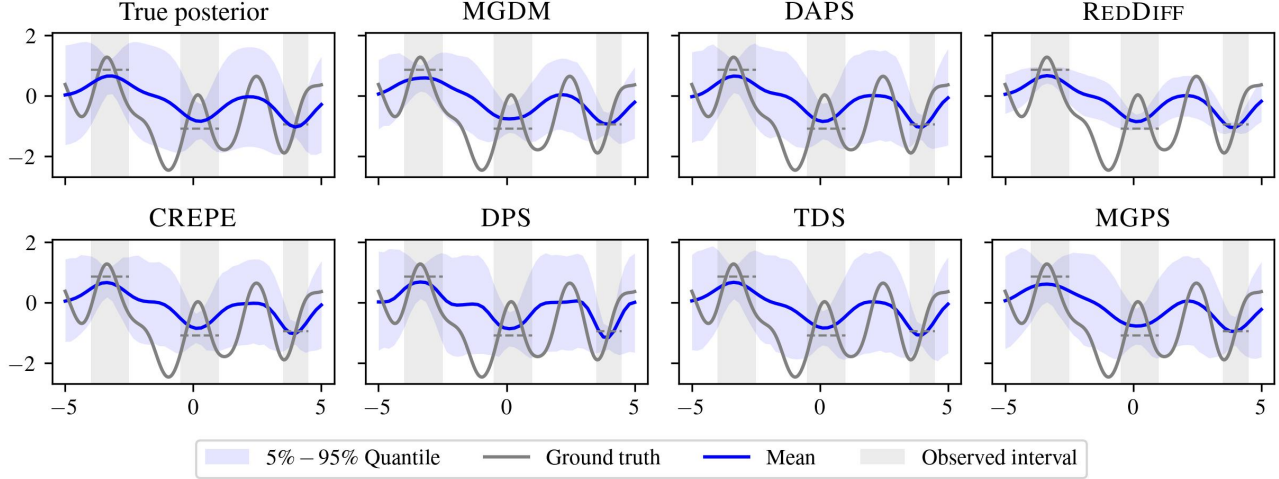 True posterior MGDM DAPS REDDIFF
2
0
−2
CREPE DPS TDS MGPS
2
0
−2
−5 0 5 −5 0 5 −5 0 5 −5 0 5
5% − 95% Quantile Ground truth Mean Observed interval